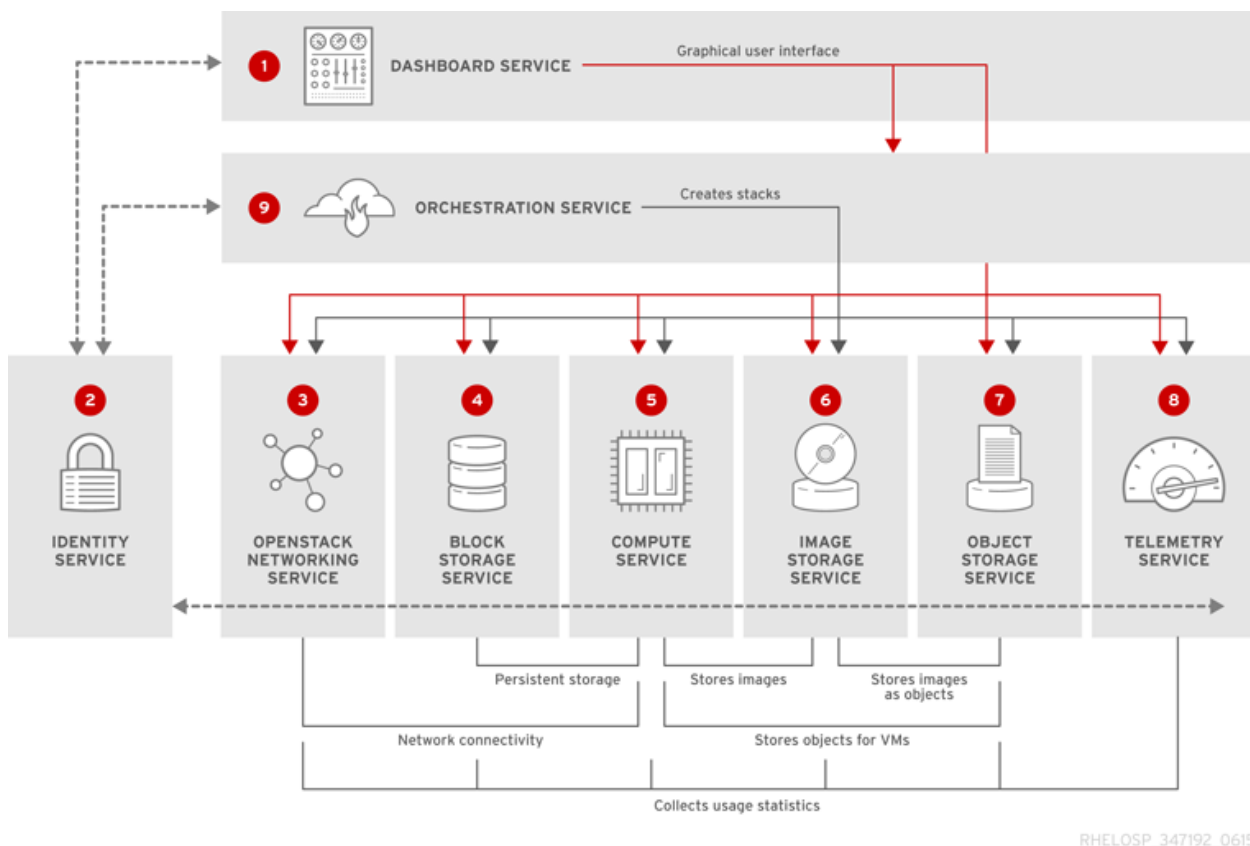 1
DASHBOARD SERVICE
Graphical user interface
9
ORCHESTRATION SERVICE
Creates stacks
2
IDENTITY
SERVICE
3
OPENSTACK
NETWORKING
SERVICE
4
BLOCK
STORAGE
SERVICE
5
COMPUTE
SERVICE
6
IMAGE
STORAGE
SERVICE
7
OBJECT
STORAGE
SERVICE
8
TELEMETRY
SERVICE
Persistent storage
Stores images
Stores images
as objects
Network connectivity
Stores objects for VMs
Collects usage statistics
RHELOSP_347192_0615